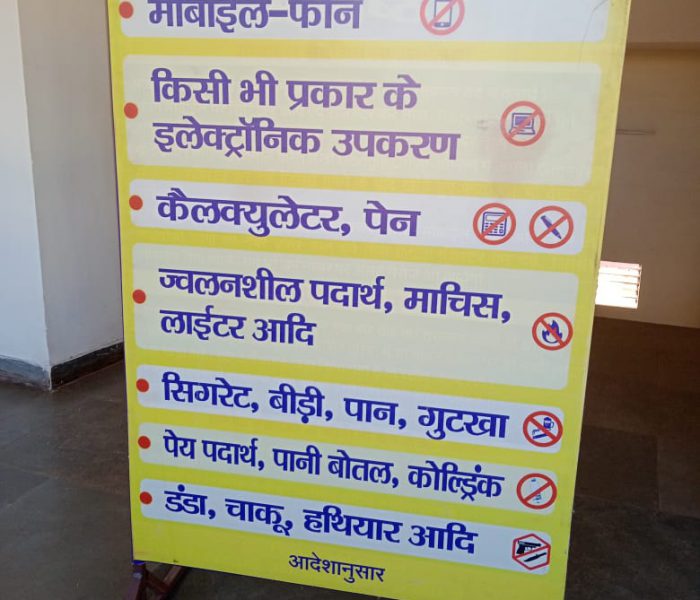 मोबाइल-फोन
किसी भी प्रकार के
इलेक्ट्रॉनिक उपकरण
कैलक्युलेटर, पेन
ज्वलनशील पदार्थ, माचिस,
लाईटर आदि
सिगरेट, बीड़ी, पान, गुटखा
पेय पदार्थ, पानी बोतल, कोल्ड्रिंक
डंडा, चाकू, हथियार आदि
आदेशानुसार